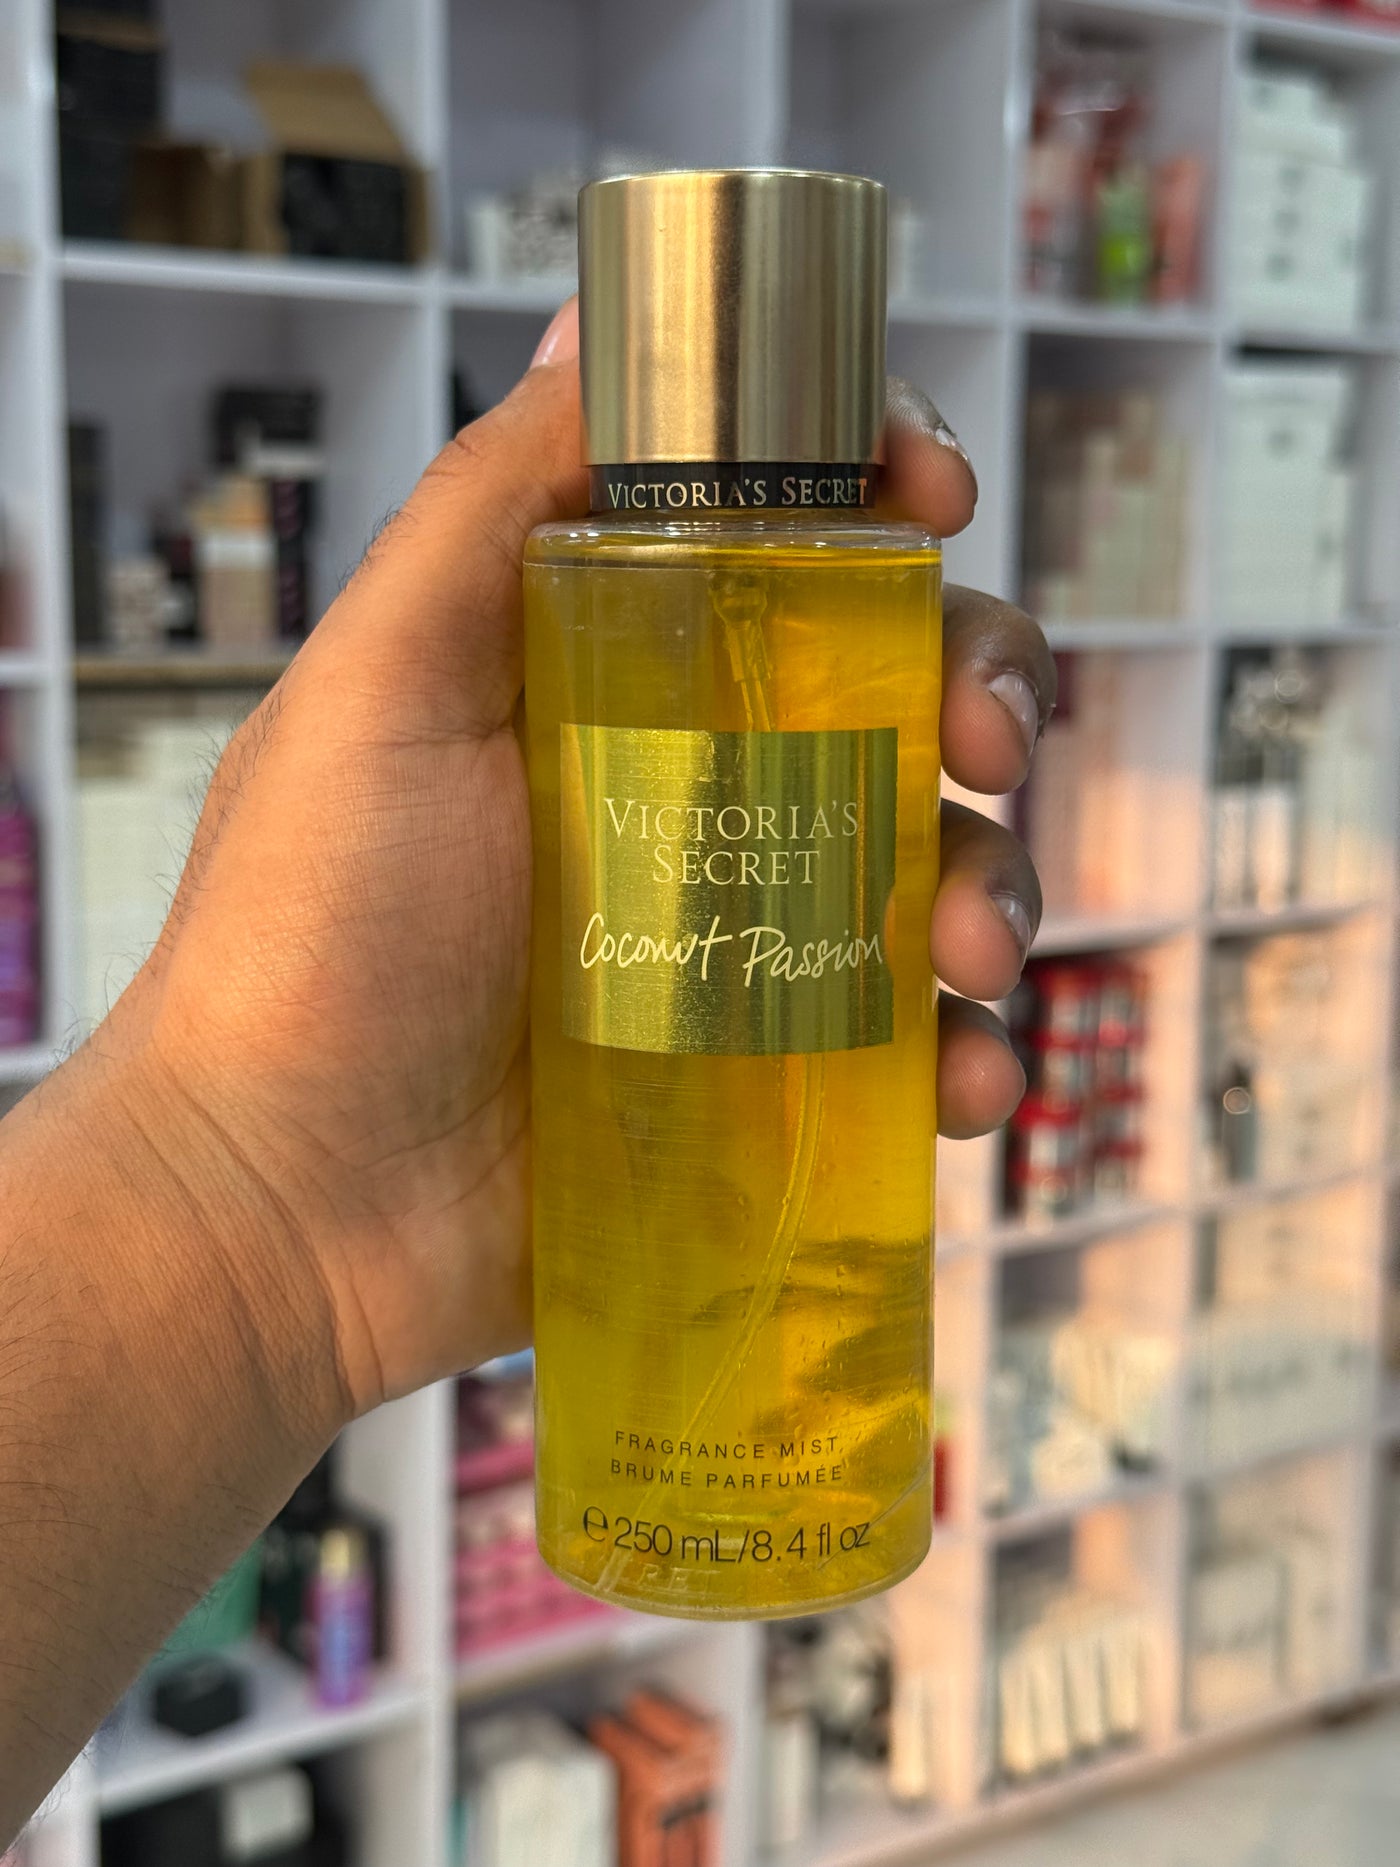 VICTORIA'S SECRET
VICTORIA'S
SECRET
Coconut Passion
FRAGRANCE MIST
BRUME PARFUMÉE
℮ 250 mL/8.4 fl oz